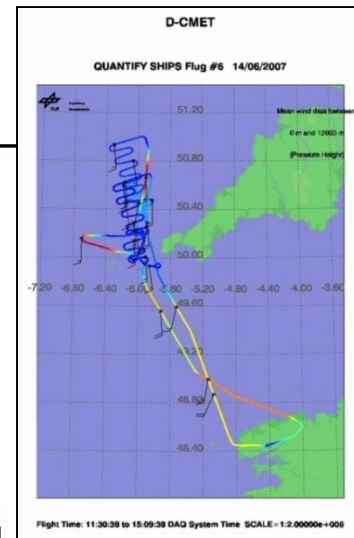 D-CMET
QUANTIFY SHIPS Flug #6 14/06/2007
DLR
Mean wind data between
0 m and 12000 m
(Pressure Height)
51.20
50.80
50.40
50.00
-7.20 -6.80 -6.40 -6.00 -5.60 -5.20 -4.80 -4.40 -4.00 -3.60
49.60
49.20
48.80
48.40
Flight Time: 11:30:38 to 15:09:38 DAQ System Time SCALE=1:2.00000e+006